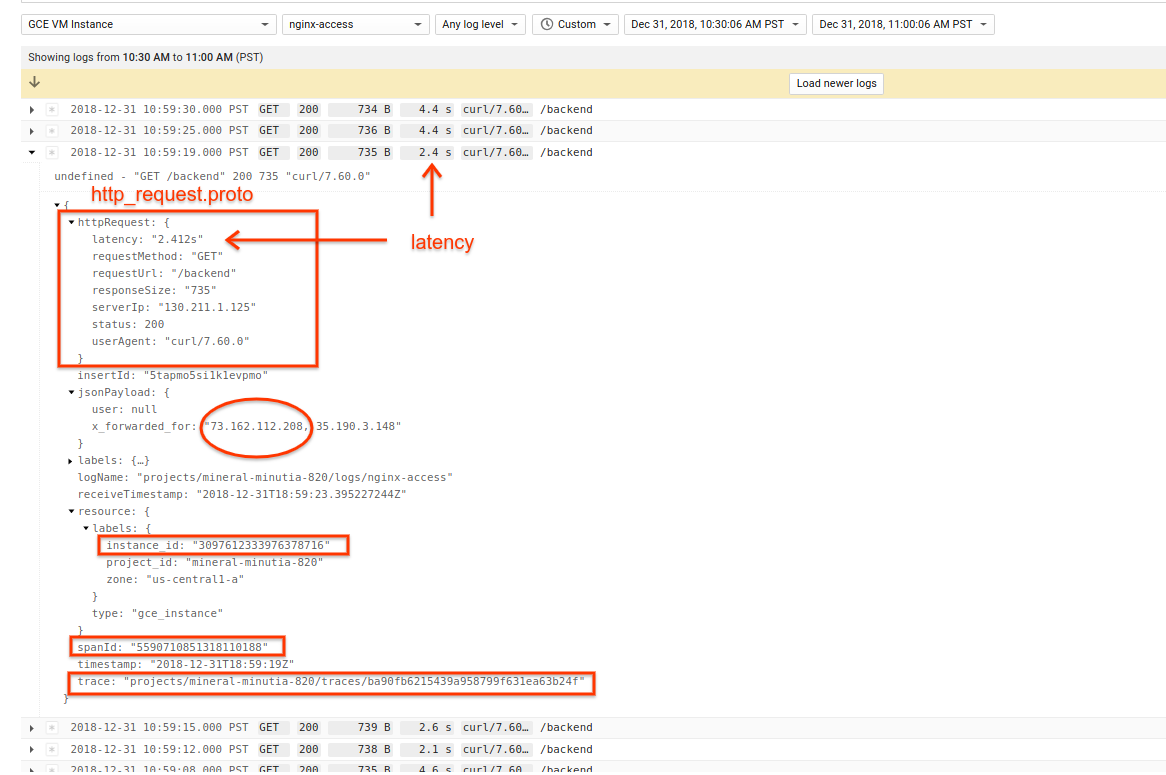 GCE VM Instance nginx-access Any log level Custom Dec 31, 2018, 10:30:06 AM PST Dec 31, 2018, 11:00:06 AM PST
Showing logs from 10:30 AM to 11:00 AM (PST)
Load newer logs
2018-12-31 10:59:30.000 PST GET 200 734 B 4.4 s curl/7.60… /backend
2018-12-31 10:59:25.000 PST GET 200 736 B 4.4 s curl/7.60… /backend
2018-12-31 10:59:19.000 PST GET 200 735 B 2.4 s curl/7.60… /backend
undefined - "GET /backend" 200 735 "curl/7.60.0"
http_request.proto
{
httpRequest: {
latency: "2.412s"
latency
requestMethod: "GET"
requestUrl: "/backend"
responseSize: "735"
serverIp: "130.211.1.125"
status: 200
userAgent: "curl/7.60.0"
}
insertId: "5tapmo5si1k1evpmo"
jsonPayload: {
user: null
x_forwarded_for: "73.162.112.208, 35.190.3.148"
}
labels: {…}
logName: "projects/mineral-minutia-820/logs/nginx-access"
receiveTimestamp: "2018-12-31T18:59:23.395227244Z"
resource: {
labels: {
instance_id: "3097612333976378716"
project_id: "mineral-minutia-820"
zone: "us-central1-a"
}
type: "gce_instance"
}
spanId: "5590710851318110188"
timestamp: "2018-12-31T18:59:19Z"
trace: "projects/mineral-minutia-820/traces/ba90fb6215439a958799f631ea63b24f"
}
2018-12-31 10:59:15.000 PST GET 200 739 B 2.6 s curl/7.60… /backend
2018-12-31 10:59:12.000 PST GET 200 738 B 2.1 s curl/7.60… /backend
2018-12-31 10:59:08.000 PST GET 200 735 B 4.6 s curl/7.60… /backend